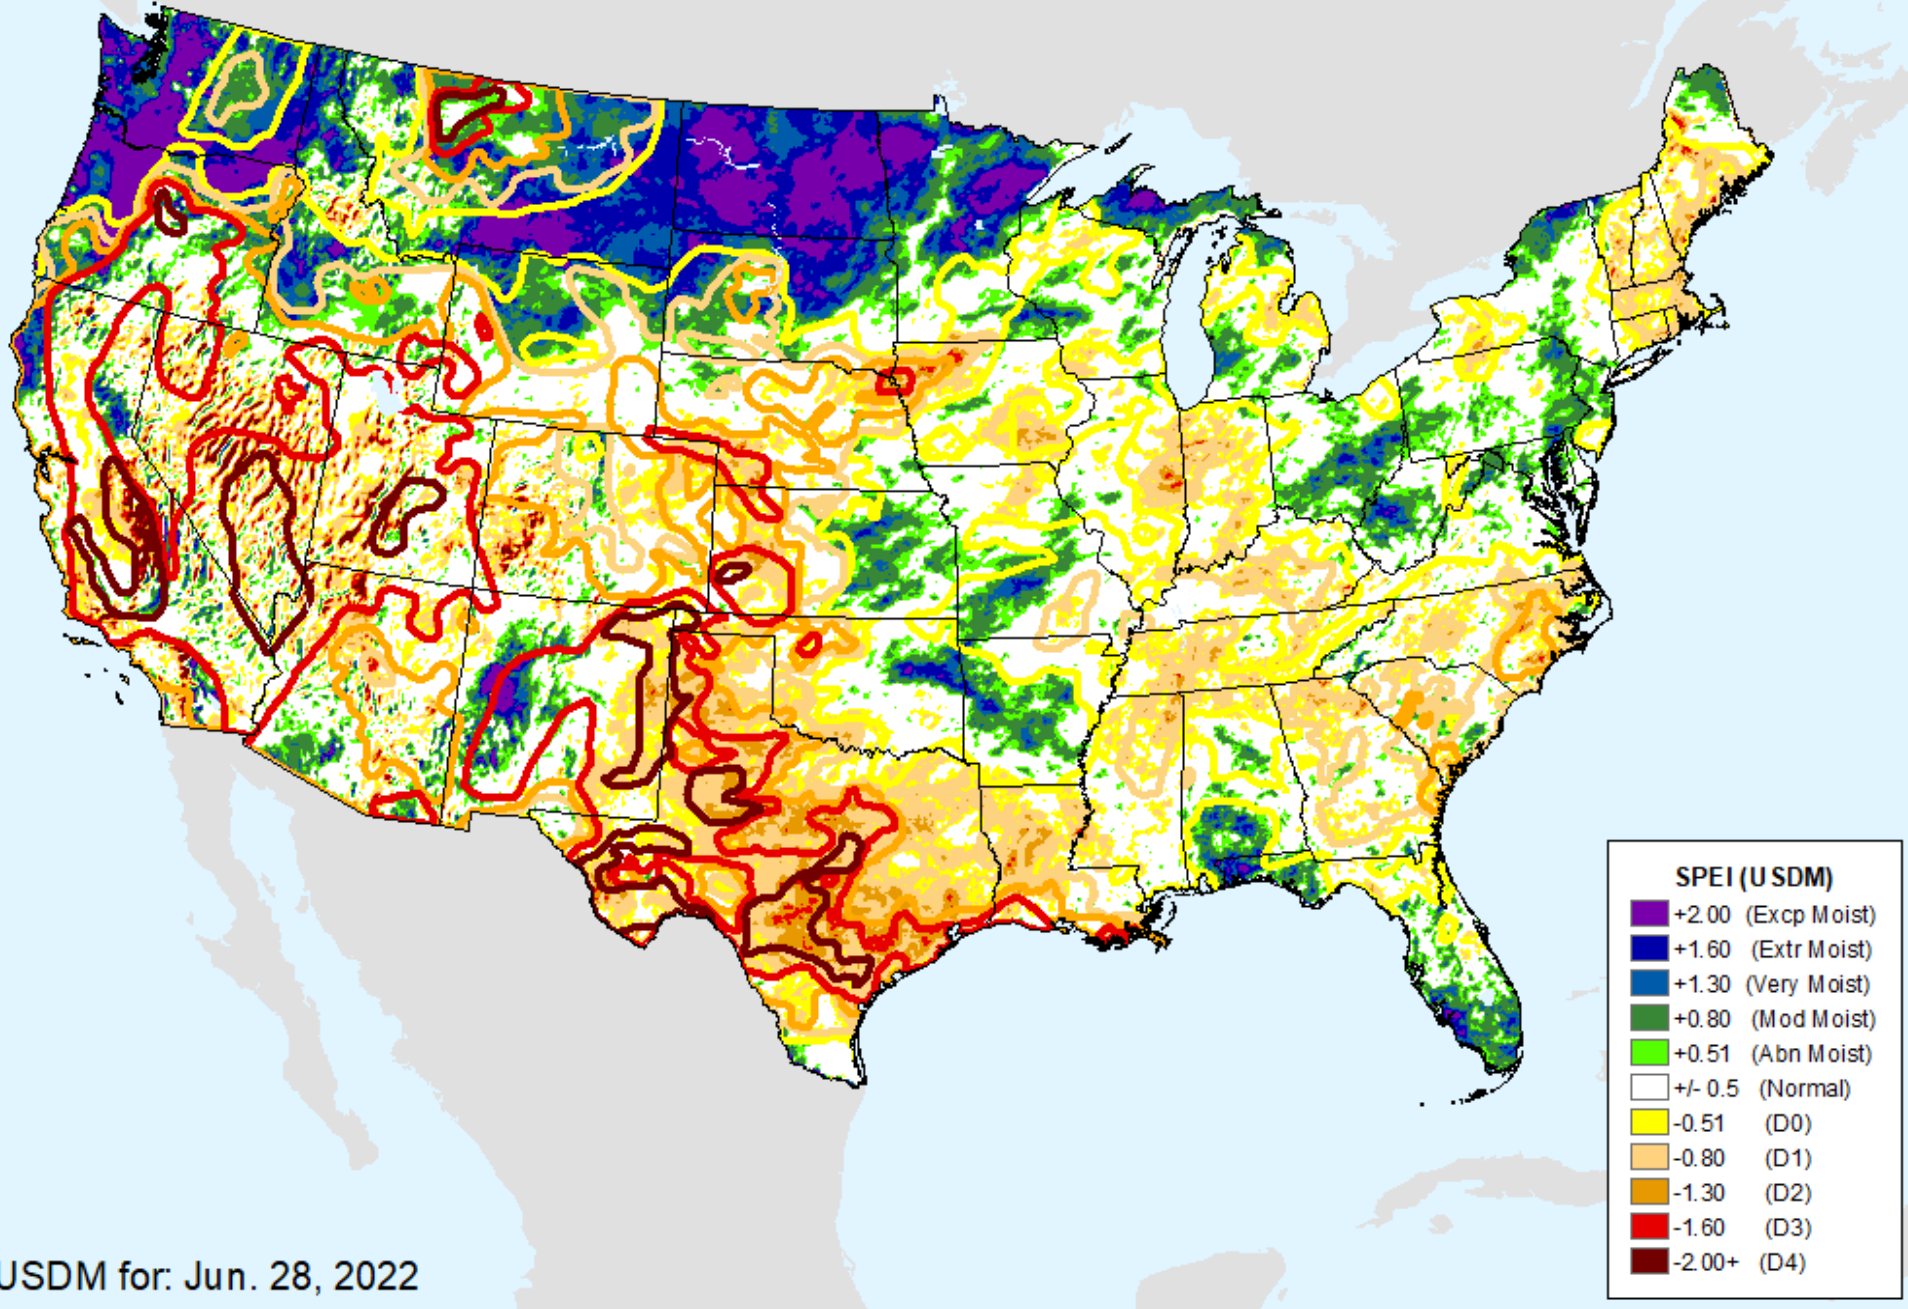 SPEI (USDM)
+2.00 (Excp Moist)
+1.60 (Extr Moist)
+1.30 (Very Moist)
+0.80 (Mod Moist)
+0.51 (Abn Moist)
+/- 0.5 (Normal)
-0.51 (D0)
-0.80 (D1)
-1.30 (D2)
-1.60 (D3)
-2.00+ (D4)
USDM for: Jun. 28, 2022